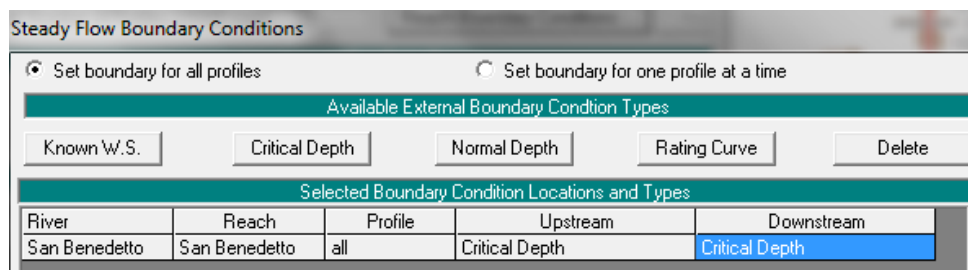 Steady Flow Boundary Conditions
Set boundary for all profiles Set boundary for one profile at a time
Available External Boundary Condtion Types
Known W.S. Critical Depth Normal Depth Rating Curve Delete
Selected Boundary Condition Locations and Types
River Reach Profile Upstream Downstream
San Benedetto San Benedetto all Critical Depth Critical Depth